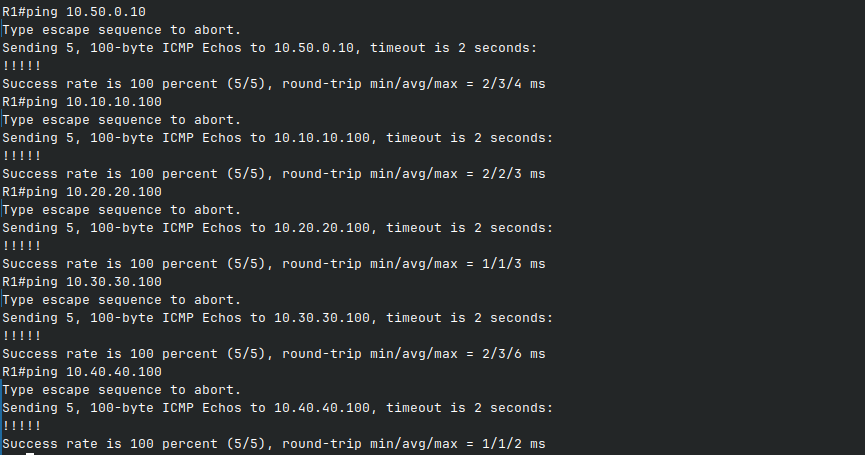 R1#ping 10.50.0.10
Type escape sequence to abort.
Sending 5, 100-byte ICMP Echos to 10.50.0.10, timeout is 2 seconds:
!!!!!
Success rate is 100 percent (5/5), round-trip min/avg/max = 2/3/4 ms
R1#ping 10.10.10.100
Type escape sequence to abort.
Sending 5, 100-byte ICMP Echos to 10.10.10.100, timeout is 2 seconds:
!!!!!
Success rate is 100 percent (5/5), round-trip min/avg/max = 2/2/3 ms
R1#ping 10.20.20.100
Type escape sequence to abort.
Sending 5, 100-byte ICMP Echos to 10.20.20.100, timeout is 2 seconds:
!!!!!
Success rate is 100 percent (5/5), round-trip min/avg/max = 1/1/3 ms
R1#ping 10.30.30.100
Type escape sequence to abort.
Sending 5, 100-byte ICMP Echos to 10.30.30.100, timeout is 2 seconds:
!!!!!
Success rate is 100 percent (5/5), round-trip min/avg/max = 2/3/6 ms
R1#ping 10.40.40.100
Type escape sequence to abort.
Sending 5, 100-byte ICMP Echos to 10.40.40.100, timeout is 2 seconds:
!!!!!
Success rate is 100 percent (5/5), round-trip min/avg/max = 1/1/2 ms